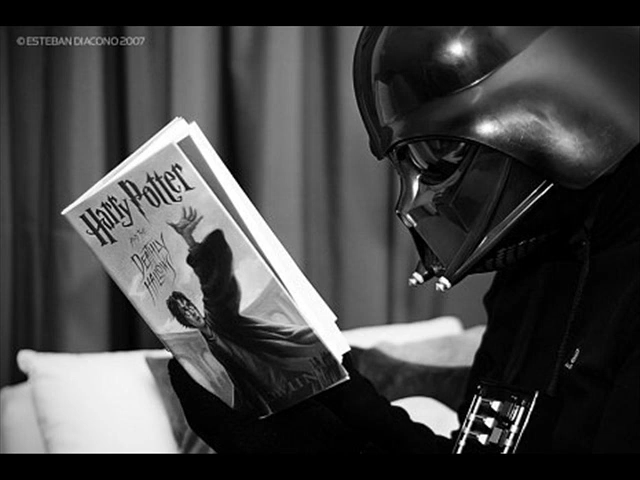 © ESTEBAN DIACONO 2007
Harry Potter
AND THE
DEATHLY
HALLOWS